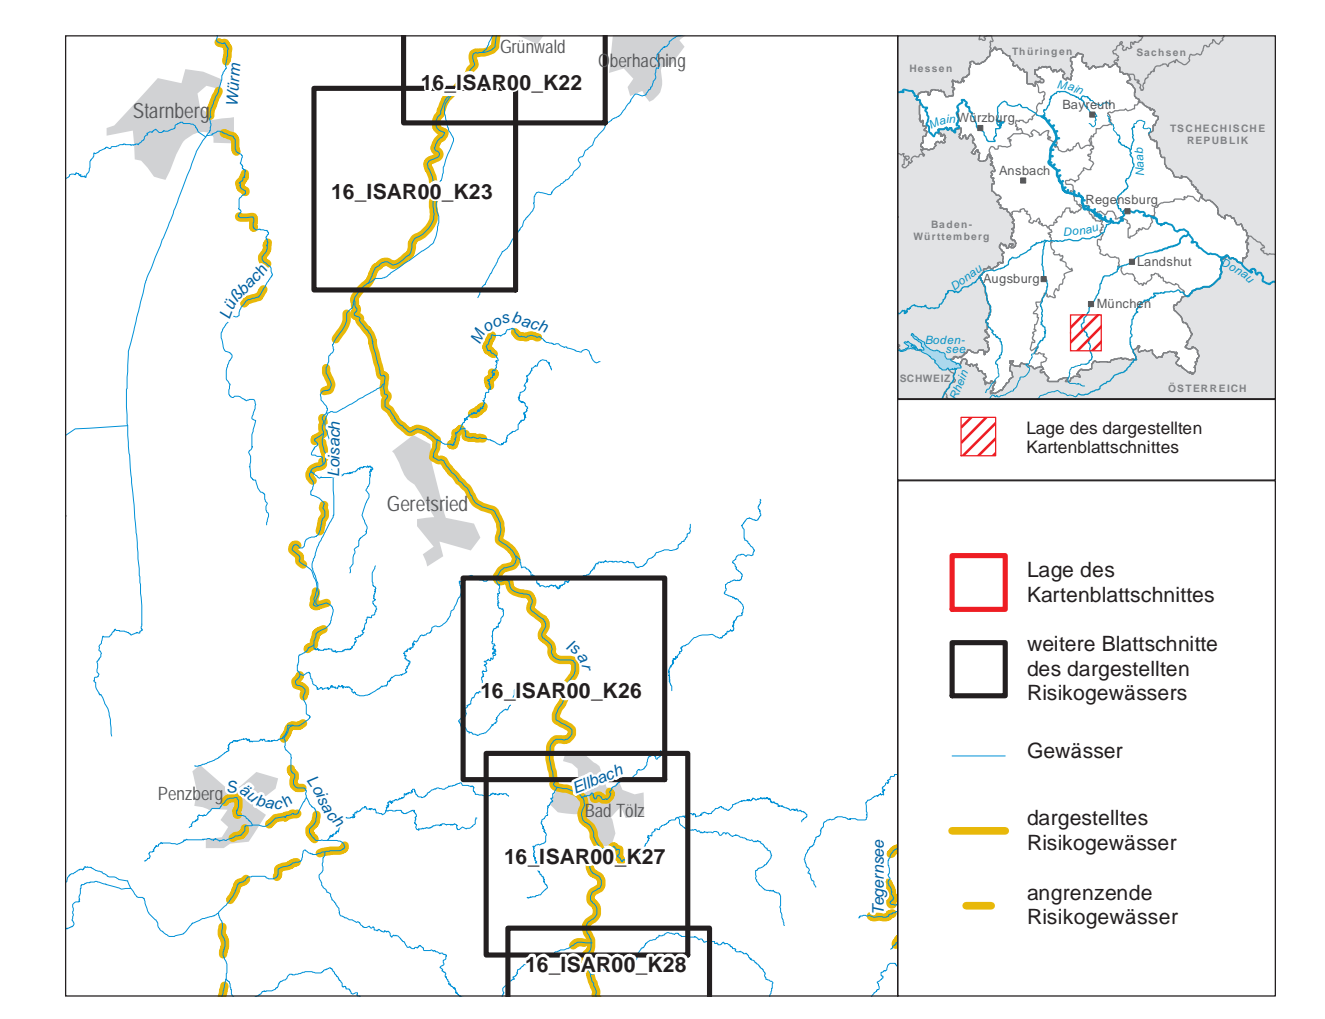 Grünwald
Oberhaching
16_ISAR00_K22
Würm
Starnberg
16_ISAR00_K23
Lüßbach
Moosbach
Loisach
Geretsried
Isar
16_ISAR00_K26
Penzberg
Säubach
Loisach
Ellbach
Bad Tölz
16_ISAR00_K27
Tegernsee
16_ISAR00_K28
Thüringen
Sachsen
Hessen
Main
Bayreuth
Main
Würzburg
TSCHECHISCHE
REPUBLIK
Naab
Ansbach
Regensburg
Baden-
Württemberg
Donau
Landshut
Donau
Augsburg
Donau
München
Boden-
see
SCHWEIZ
Rhein
ÖSTERREICH
Lage des dargestellten
Kartenblattschnittes
Lage des
Kartenblattschnittes
weitere Blattschnitte
des dargestellten
Risikogewässers
Gewässer
dargestelltes
Risikogewässer
angrenzende
Risikogewässer